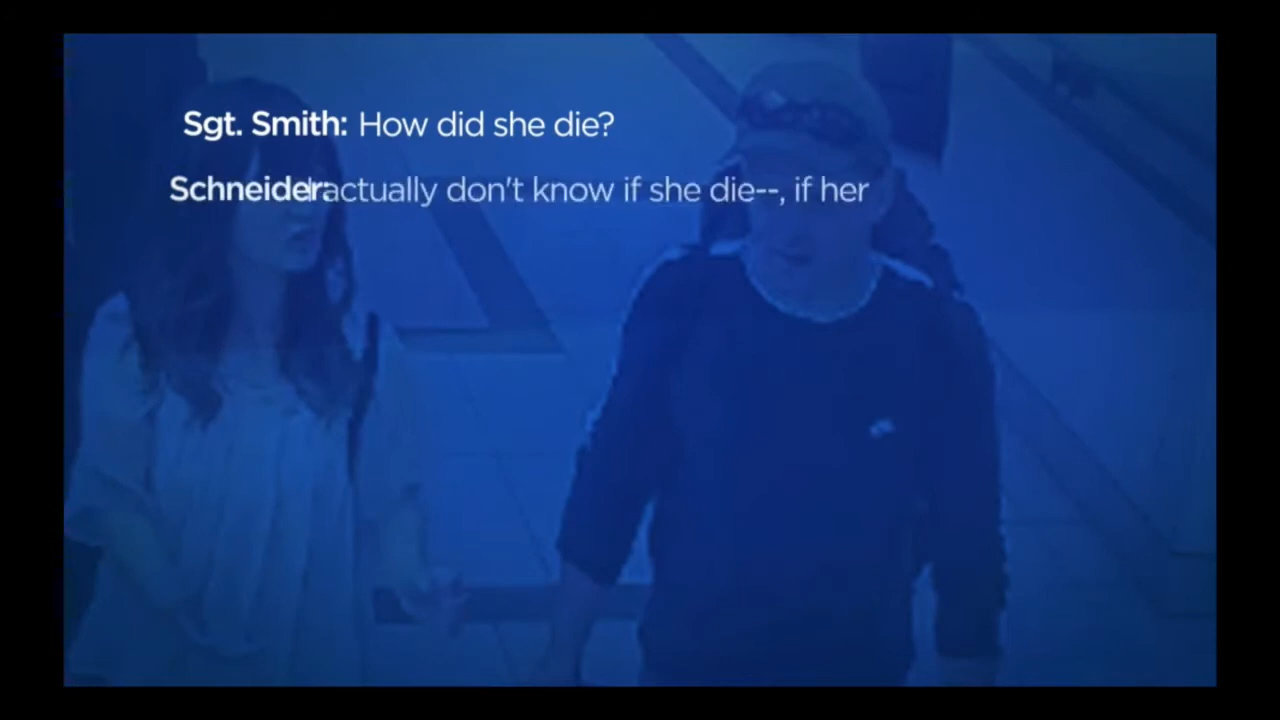 Sgt. Smith: How did she die?
Schneider: I actually don't know if she die--, if her